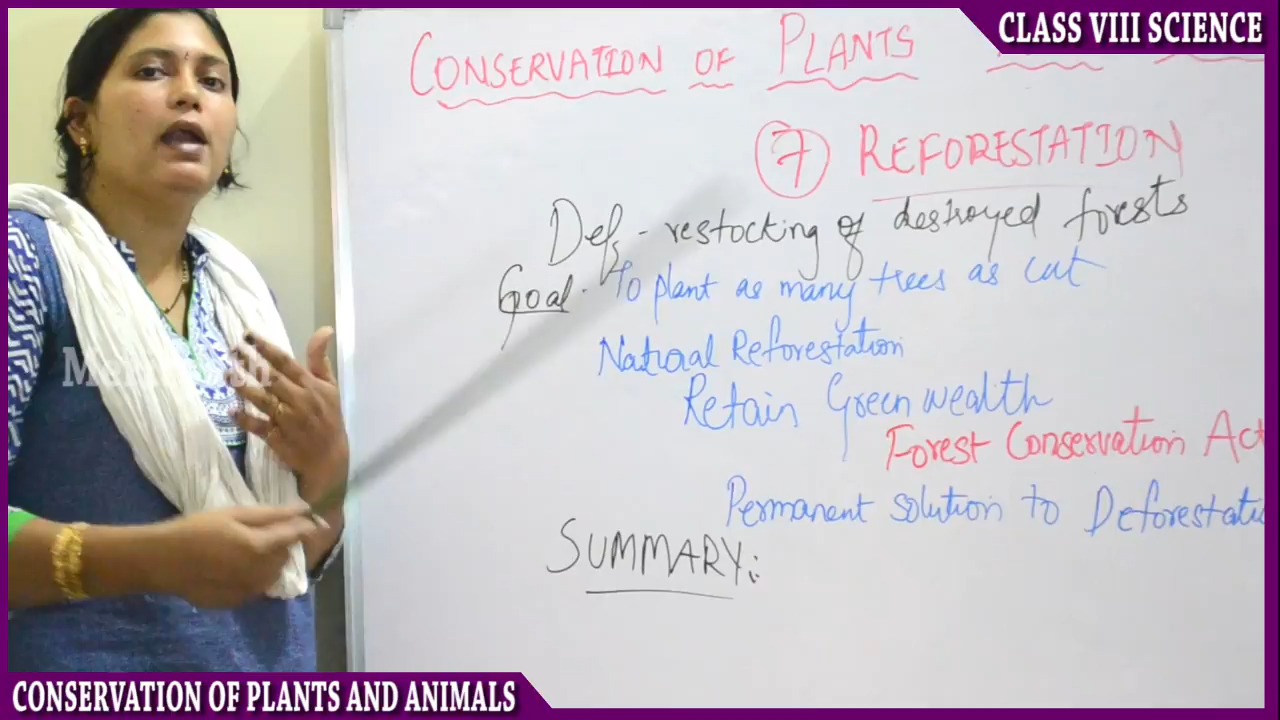 CLASS VIII SCIENCE
CONSERVATION OF PLANTS
7 REFORESTATION
Def - restocking of destroyed forests
Goal - To plant as many trees as cut
Natural Reforestation
Retain Green wealth
Forest Conservation Act
Permanent solution to Deforestati
SUMMARY:
CONSERVATION OF PLANTS AND ANIMALS